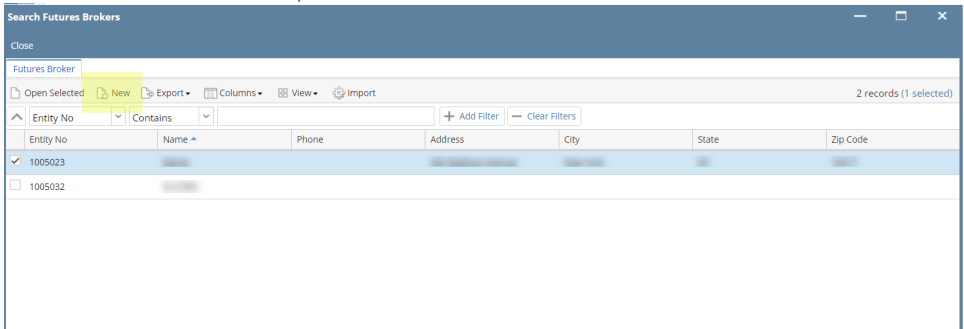 Search Futures Brokers
Close
Futures Broker
Open Selected New Export Columns View Import 2 records (1 selected)
Entity No Contains Add Filter Clear Filters
Entity No Name Phone Address City State Zip Code
1005023
1005032